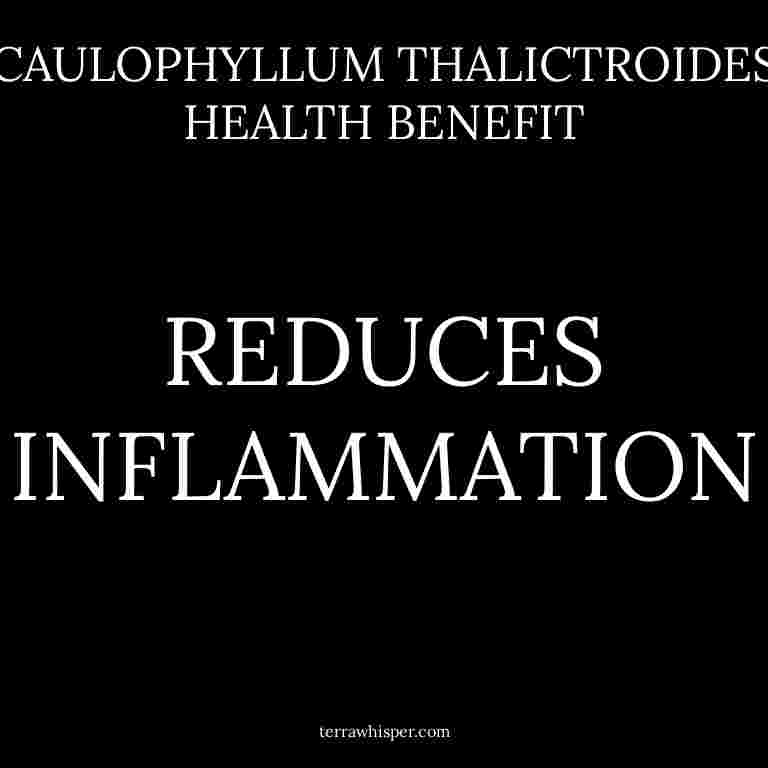 CAULOPHYLLUM THALICTROIDES
HEALTH BENEFIT
REDUCES
INFLAMMATION
terrawhisper.com